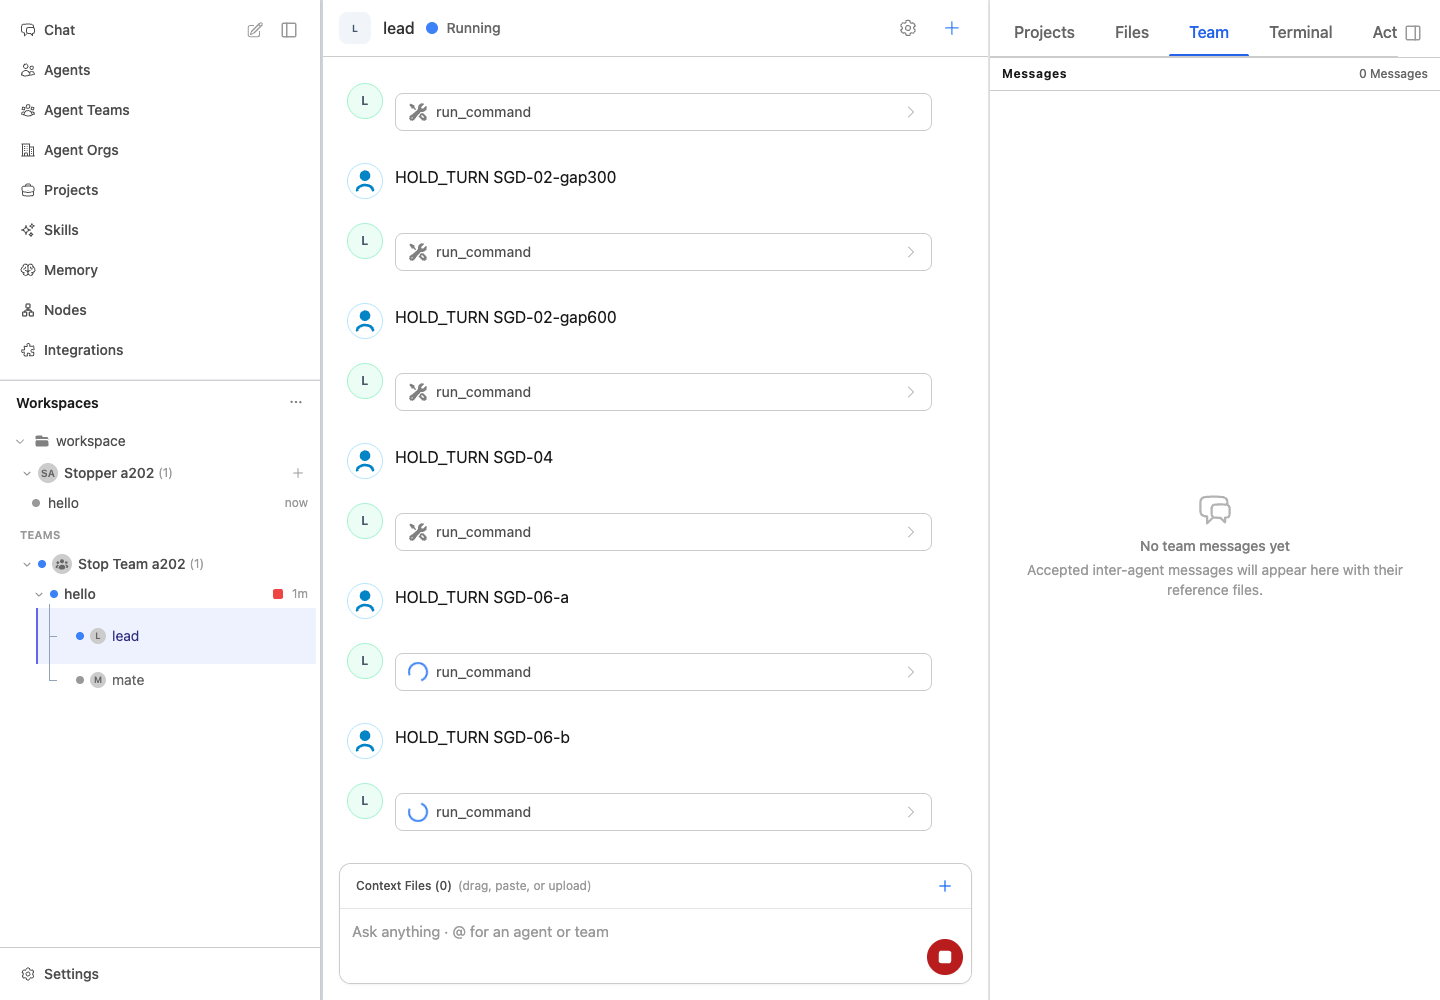 Chat
Agents
Agent Teams
Agent Orgs
Projects
Skills
Memory
Nodes
Integrations
Workspaces
workspace
SA Stopper a202 (1)
hello now
TEAMS
Stop Team a202 (1)
hello 1m
L lead
M mate
Settings
L lead Running
L run_command
HOLD_TURN SGD-02-gap300
L run_command
HOLD_TURN SGD-02-gap600
L run_command
HOLD_TURN SGD-04
L run_command
HOLD_TURN SGD-06-a
L run_command
HOLD_TURN SGD-06-b
L run_command
Context Files (0) (drag, paste, or upload)
Ask anything · @ for an agent or team
Projects Files Team Terminal Act
Messages 0 Messages
No team messages yet
Accepted inter-agent messages will appear here with their
reference files.